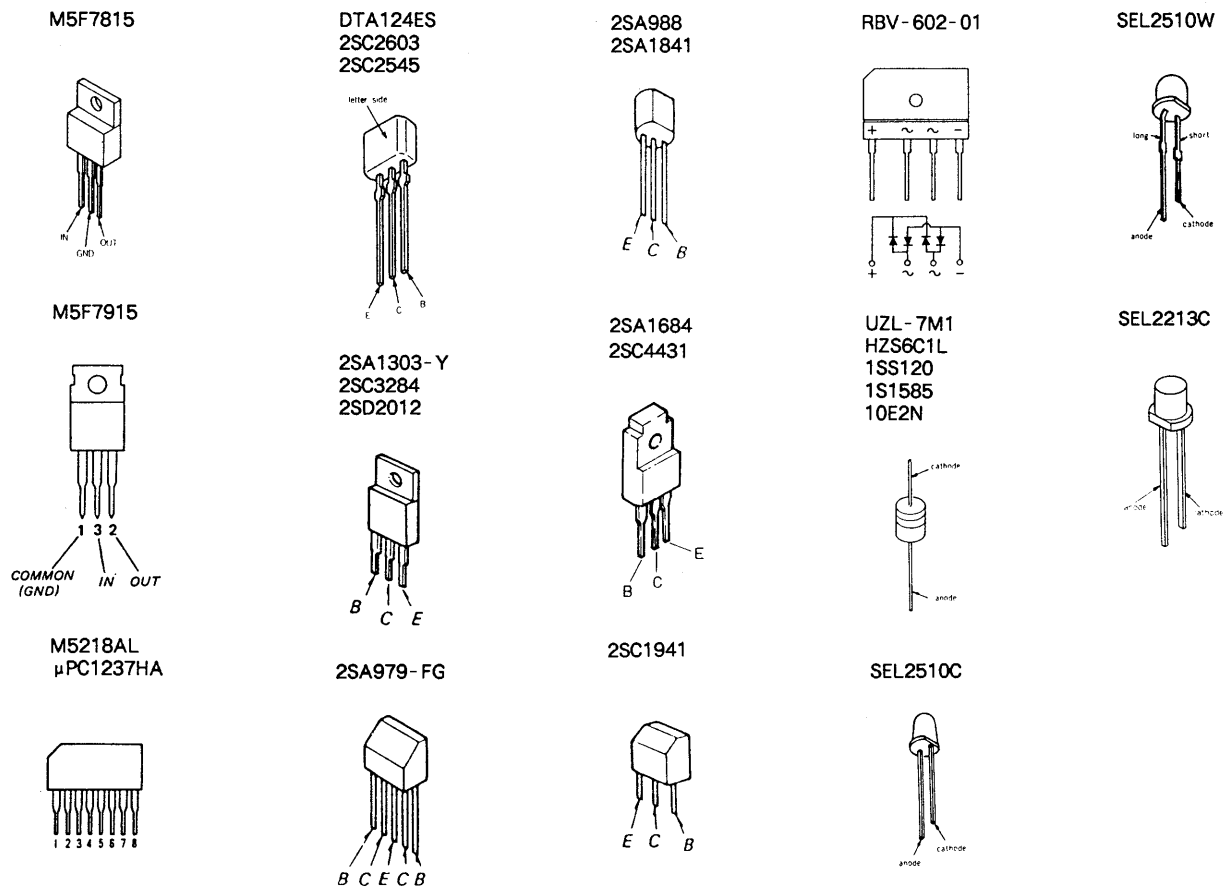 M5F7815
IN
GND
OUT
DTA124ES
2SC2603
2SC2545
letter side
E
C
B
2SA988
2SA1841
E
C
B
RBV-602-01
+ ~ ~ -
+ ~ ~ -
SEL2510W
long
short
anode
cathode
M5F7915
1 3 2
COMMON
(GND)
IN
OUT
2SA1303-Y
2SC3284
2SD2012
B
C
E
2SA1684
2SC4431
B
C
E
UZL-7M1
HZS6C1L
1SS120
1S1585
10E2N
cathode
anode
SEL2213C
anode
cathode
M5218AL
μPC1237HA
1 2 3 4 5 6 7 8
2SA979-FG
B C E C B
2SC1941
E
C
B
SEL2510C
anode
cathode